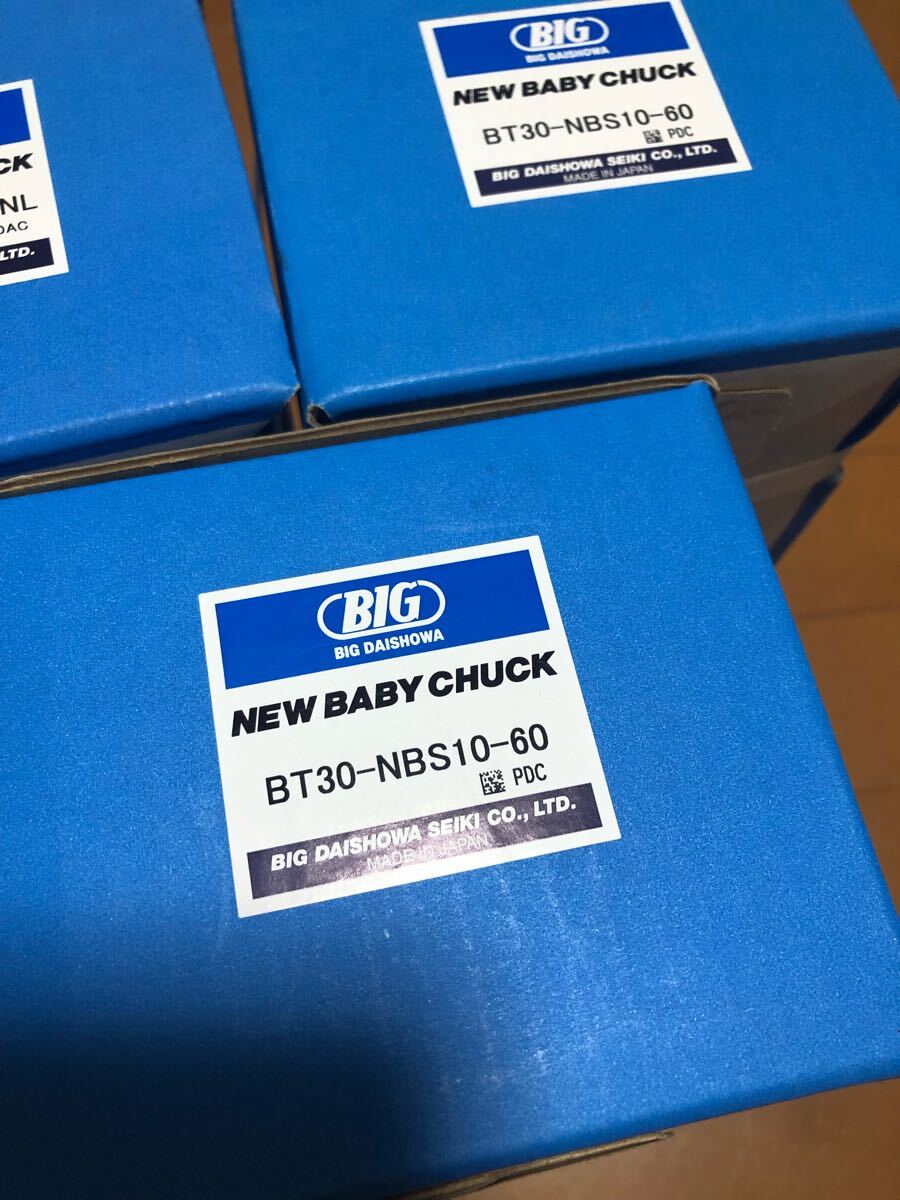 CK
NL
DAC
LTD.
BIG
BIG DAISHOWA
NEW BABY CHUCK
BT30-NBS10-60
PDC
BIG DAISHOWA SEIKI CO., LTD.
MADE IN JAPAN
BIG
BIG DAISHOWA
NEW BABY CHUCK
BT30-NBS10-60
PDC
BIG DAISHOWA SEIKI CO., LTD.
MADE IN JAPAN